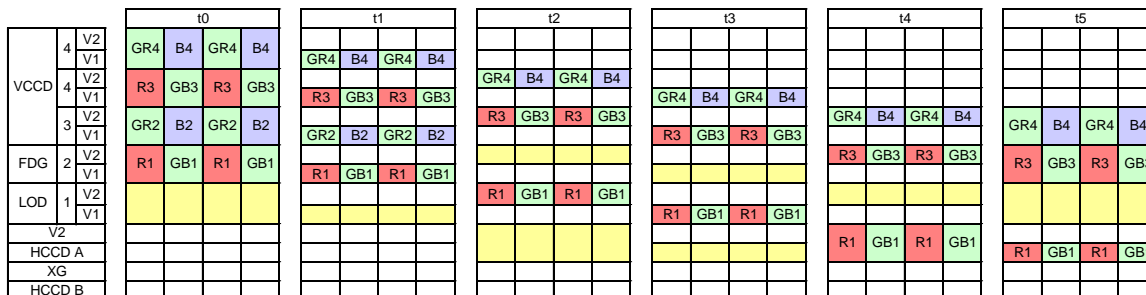 t0 t1 t2 t3 t4 t5
4 V2
GR4 B4 GR4 B4
V1 GR4 B4 GR4 B4
VCCD 4 V2 GR4 B4 GR4 B4
R3 GB3 R3 GB3
V1 R3 GB3 R3 GB3 GR4 B4 GR4 B4
3 V2 R3 GB3 R3 GB3 GR4 B4 GR4 B4
GR2 B2 GR2 B2 GR4 B4 GR4 B4
V1 GR2 B2 GR2 B2 R3 GB3 R3 GB3
FDG 2 V2 R3 GB3 R3 GB3
R1 GB1 R1 GB1 R3 GB3 R3 GB
V1 R1 GB1 R1 GB1
LOD 1 V2 R1 GB1 R1 GB1
V1 R1 GB1 R1 GB1
V2
R1 GB1 R1 GB1
HCCD A R1 GB1 R1 GB
XG
HCCD B